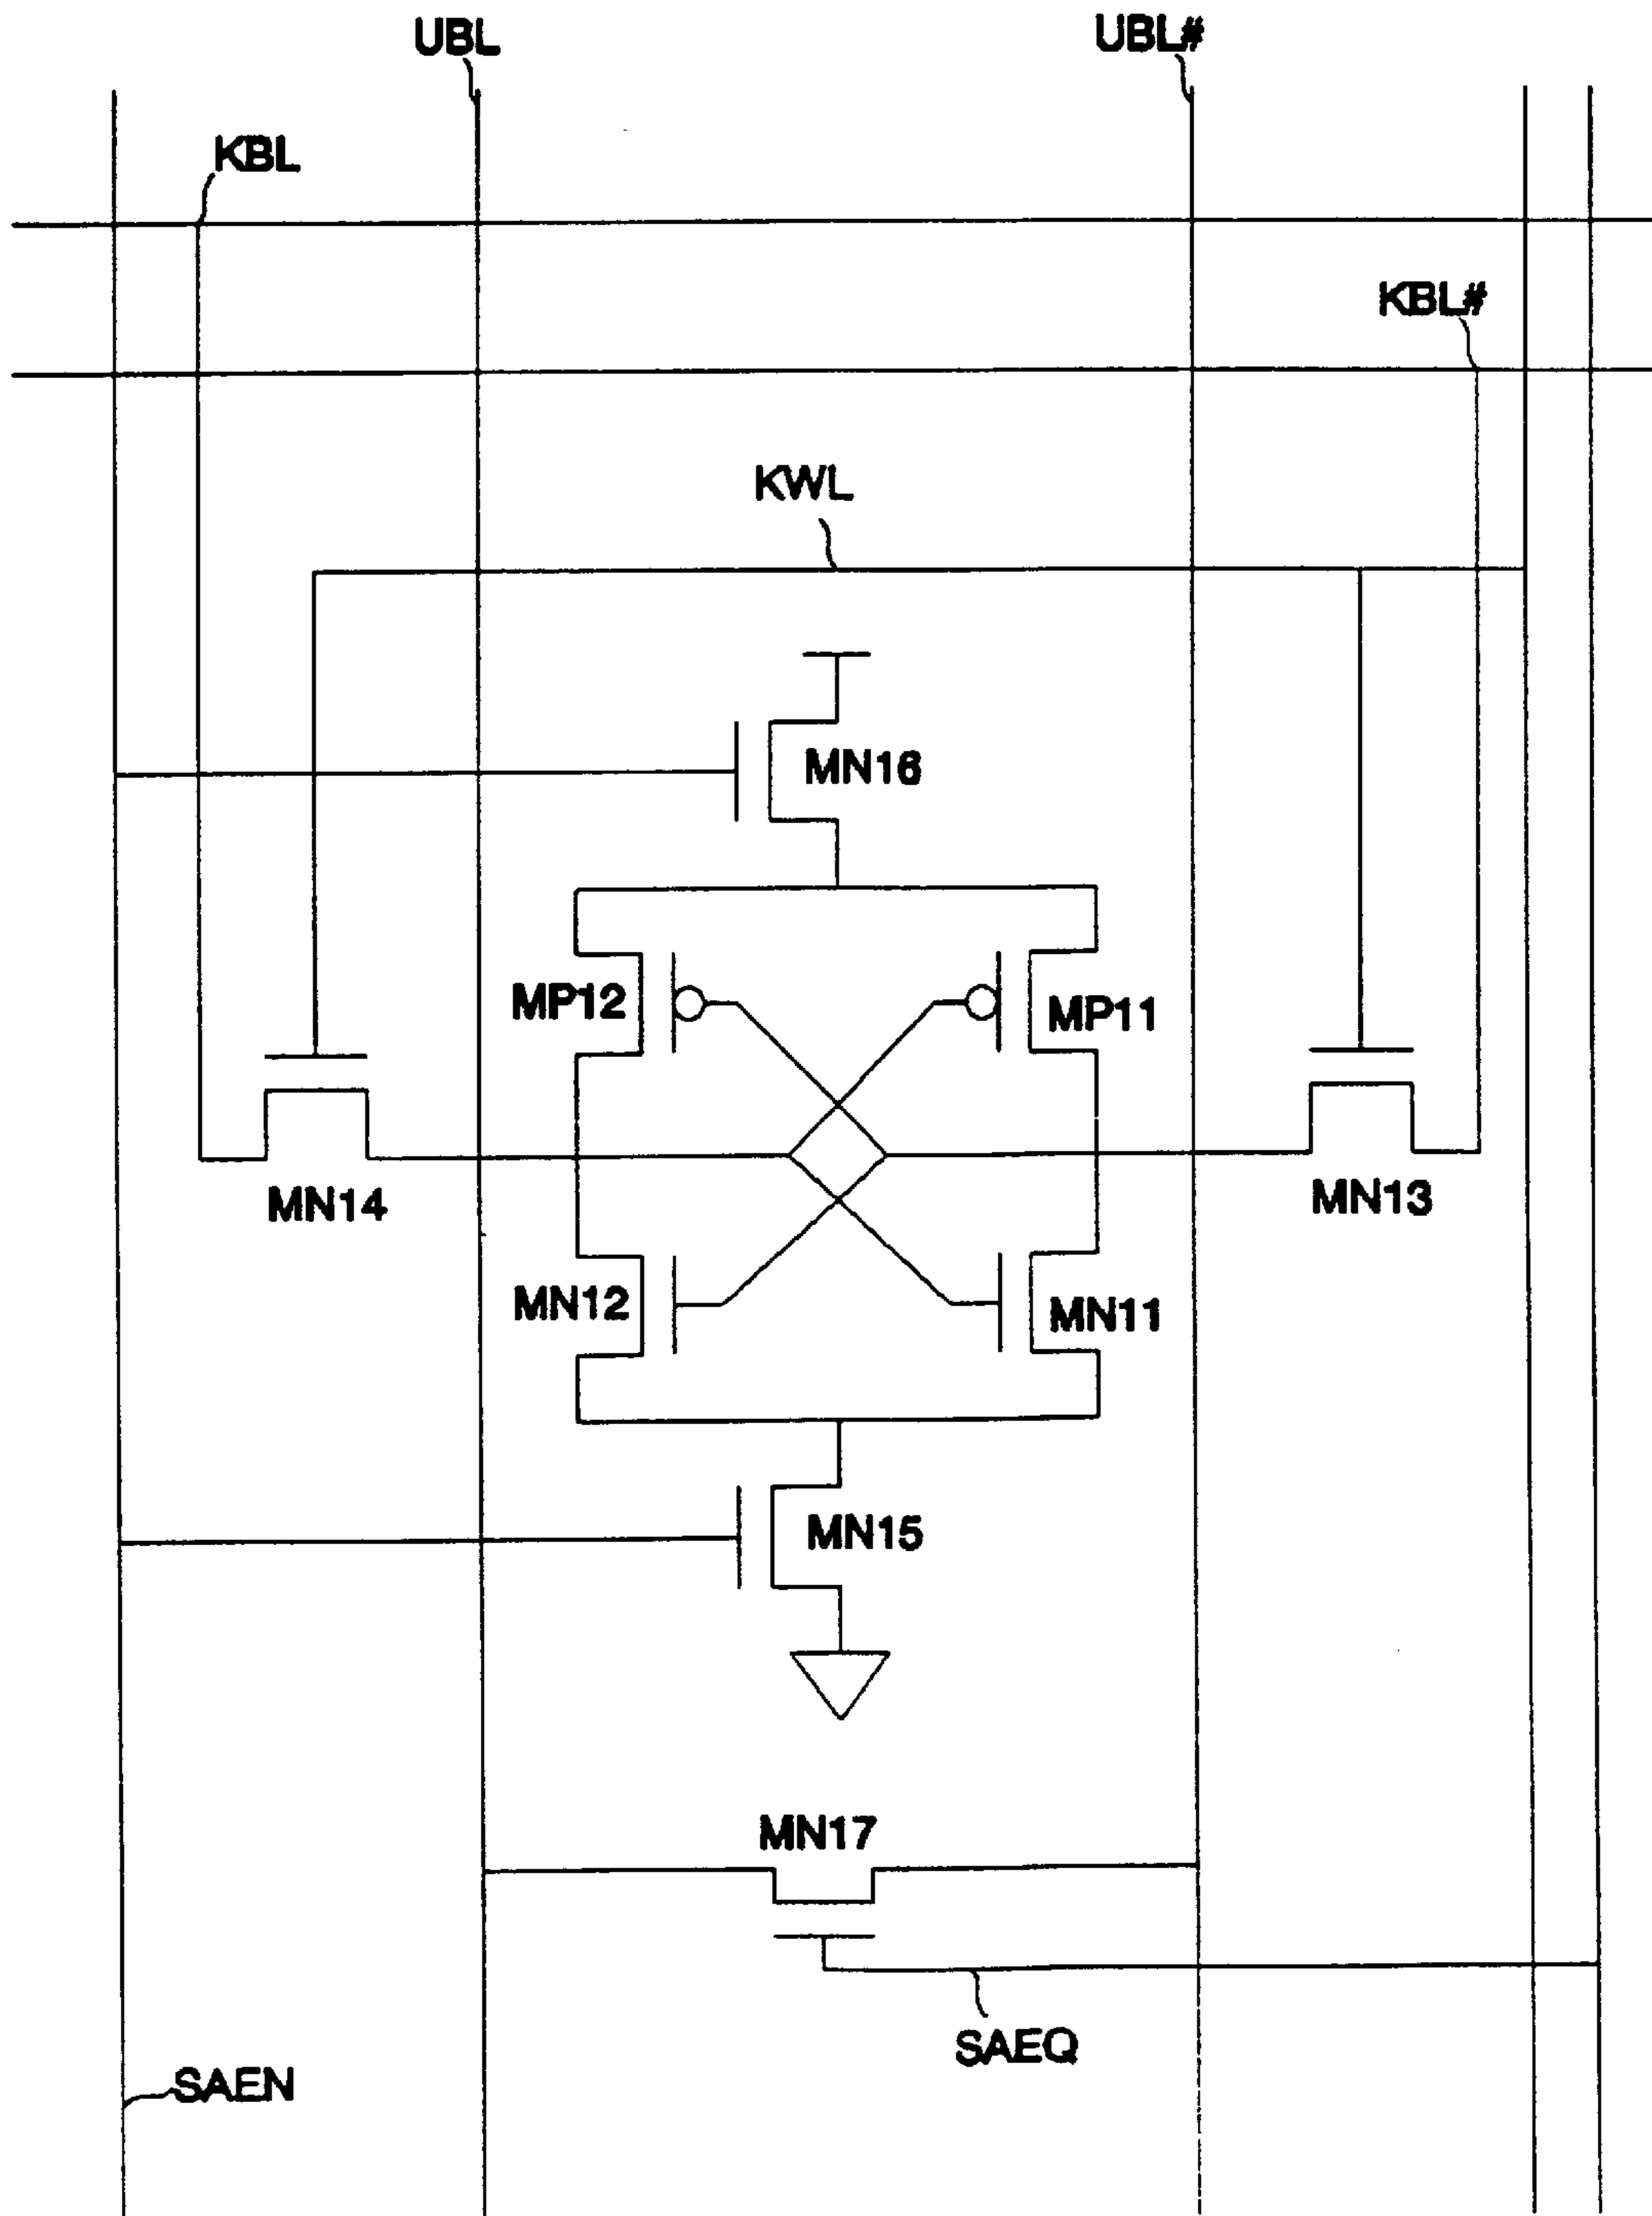 UBL
UBL#
KBL
KBL#
KWL
MN16
MP12
MP11
MN14
MN13
MN12
MN11
MN15
MN17
SAEQ
SAEN